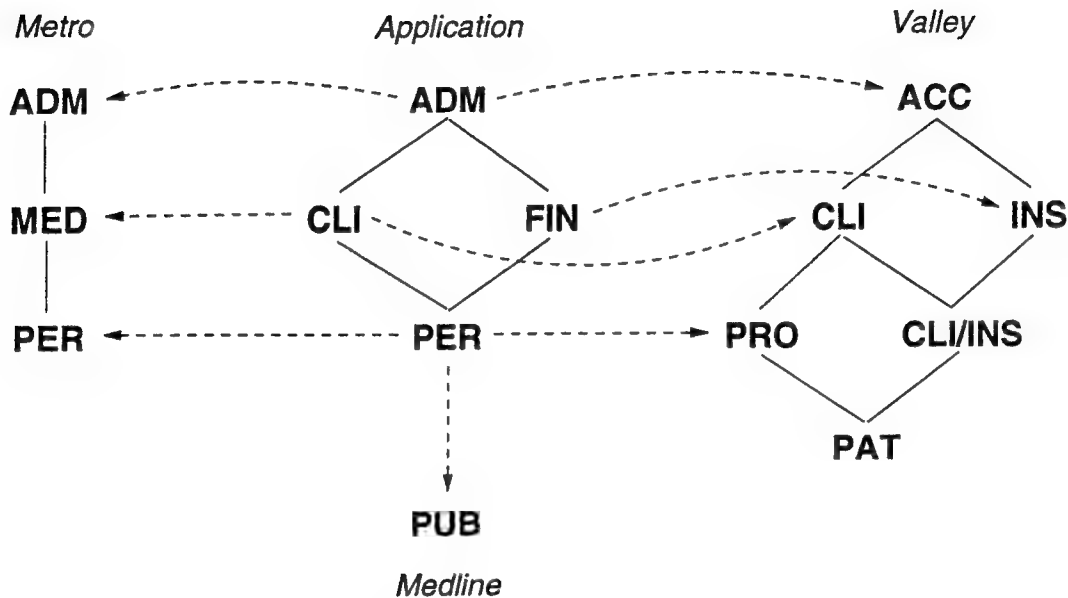 Metro Application Valley
ADM ADM ACC
MED CLI FIN CLI INS
PER PER PRO CLI/INS
PAT
PUB
Medline